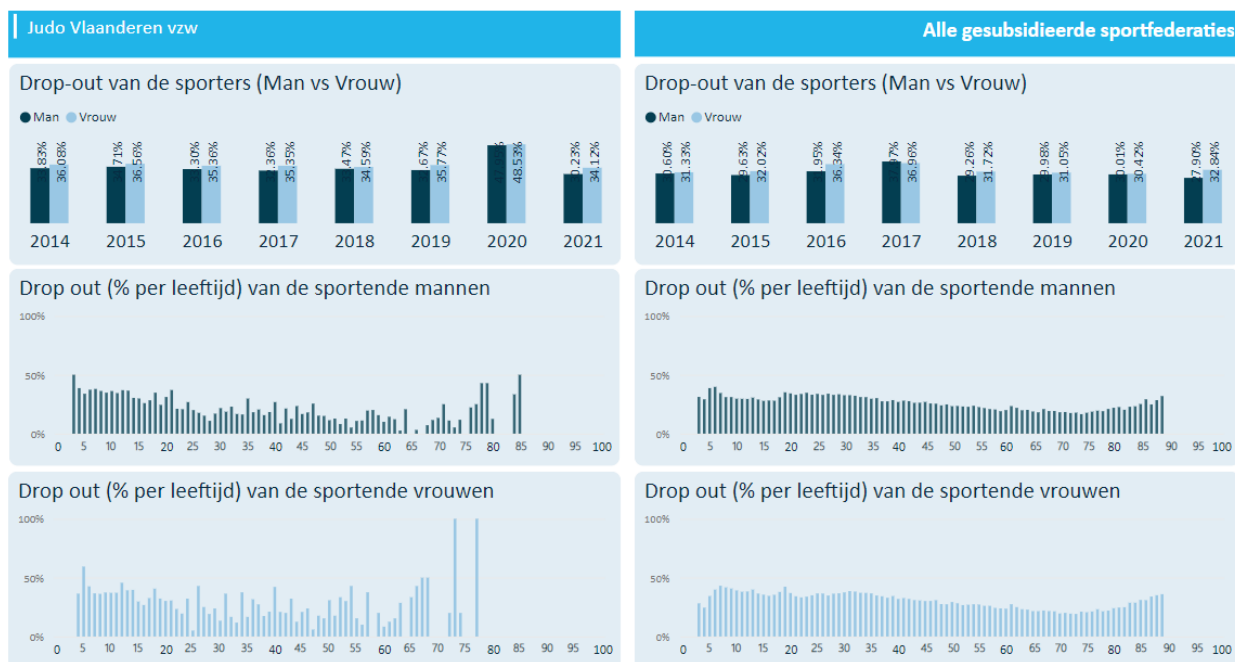 Judo Vlaanderen vzw
Drop-out van de sporters (Man vs Vrouw)
Man Vrouw
36.08% 36.56% 35.36% 35.35% 34.59% 35.77% 48.53% 34.12%
2014 2015 2016 2017 2018 2019 2020 2021
Drop out (% per leeftijd) van de sportende mannen
100%
50%
0%
0 5 10 15 20 25 30 35 40 45 50 55 60 65 70 75 80 85 90 95 100
Drop out (% per leeftijd) van de sportende vrouwen
100%
50%
0%
0 5 10 15 20 25 30 35 40 45 50 55 60 65 70 75 80 85 90 95 100
Alle gesubsidieerde sportfederaties
Drop-out van de sporters (Man vs Vrouw)
Man Vrouw
31.33% 32.02% 36.34% 36.96% 31.72% 31.05% 30.42% 32.84%
2014 2015 2016 2017 2018 2019 2020 2021
Drop out (% per leeftijd) van de sportende mannen
100%
50%
0%
0 5 10 15 20 25 30 35 40 45 50 55 60 65 70 75 80 85 90 95 100
Drop out (% per leeftijd) van de sportende vrouwen
100%
50%
0%
0 5 10 15 20 25 30 35 40 45 50 55 60 65 70 75 80 85 90 95 100